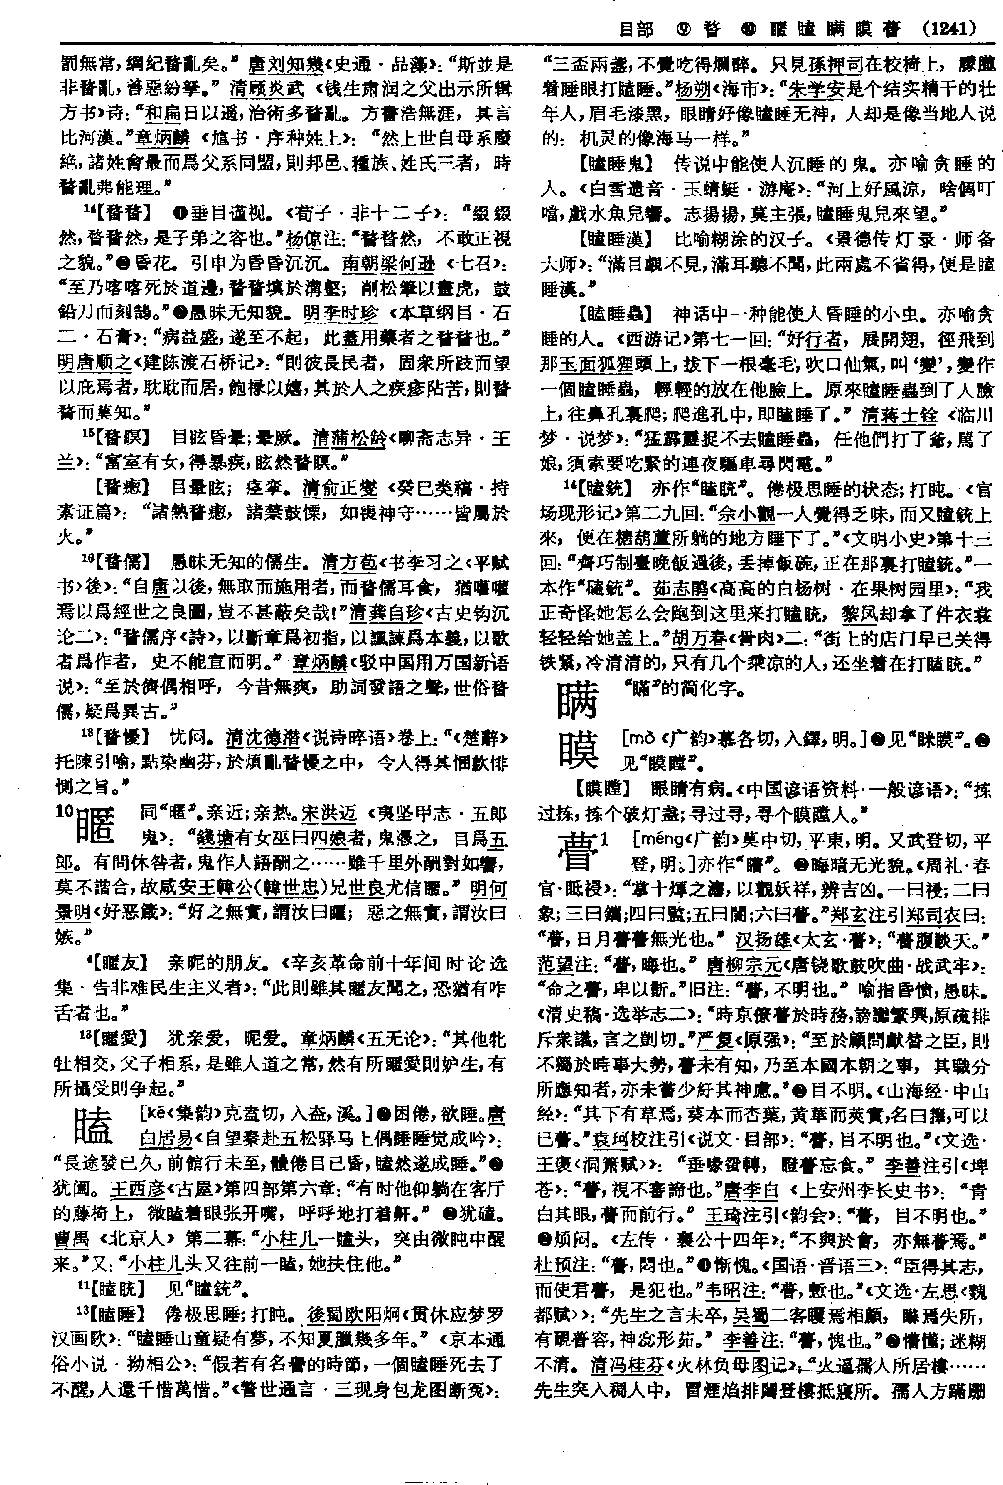 目部 ⑨ 瞀 ⑩ 䁥 瞌 瞒 瞙 瞢 (1241)
罰無常，綱紀瞀亂矣。”唐刘知幾《史通·品藻》：“斯並是
非瞀亂，善惡紛拏。”清顾炎武《钱生肃润之父出示所辑
方书》诗：“和扁日以遥，治術多瞀亂。方書浩無涯，其言
比河漢。”章炳麟《訄书·序种姓上》：“然上世自母系廢
絶，諸姓會最而爲父系同盟，則邦邑、種族、姓氏三者，時
瞀亂弗能理。”
14【瞀瞀】 ❶垂目谨视。《荀子·非十二子》：“綴綴
然，瞀瞀然，是子弟之容也。”杨倞注：“瞀瞀然，不敢正視
之貌。”❷昏花。引申为昏昏沉沉。南朝梁何逊《七召》：
“至乃喀喀死於道邊，瞀瞀填於溝壑；削松筆以畫虎，鼓
鉛刀而刻鵠。”❸愚昧无知貌。明李时珍《本草纲目·石
二·石膏》：“病益盛，遂至不起，此蓋用藥者之瞀瞀也。”
明唐顺之《建陈渡石桥记》：“則彼長民者，固衆所跂而望
以庇焉者，耽耽而居，飽祿以嬉，其於人之疾疹阽苦，則瞀
瞀而莫知。”
15【瞀瞑】 目眩昏晕；晕厥。清蒲松龄《聊斋志异·王
兰》：“富室有女，得暴疾，眩然瞀瞑。”
【瞀瘛】 目晕眩；痉挛。清俞正燮《癸巳类稿·持
素证篇》：“諸熱瞀瘛，諸禁鼓慄，如喪神守……皆屬於
火。”
16【瞀儒】 愚昧无知的儒生。清方苞《书李习之〈平赋
书〉後》：“自唐以後，無取而施用者，而瞀儒耳食，猶嚾嚾
焉以爲經世之良圖，豈不甚蔽矣哉！”清龚自珍《古史钩沉
论二》：“瞀儒序《詩》，以斷章爲初指，以諷諫爲本義，以歌
者爲作者，史不能宣而明。”章炳麟《驳中国用万国新语
说》：“至於儕偶相呼，今昔無爽，助詞發語之聲，世俗瞀
儒，疑爲異古。”
18【瞀懮】 忧闷。清沈德潜《说诗晬语》卷上：“《楚辭》
托陳引喻，點染幽芬，於煩亂瞀懮之中，令人得其悃款悱
惻之旨。”
10䁥 同“暱”。亲近；亲热。宋洪迈《夷坚甲志·五郎
鬼》：“錢塘有女巫曰四娘者，鬼憑之，目爲五
郎。有問休咎者，鬼作人語酬之……雖千里外酬對如響，
莫不諧合，故咸安王韓公（韓世忠）兄世良尤信䁥。”明何
景明《好恶箴》：“好之無實，謂汝曰䁥；惡之無實，謂汝曰
嫉。”
4【䁥友】 亲昵的朋友。《辛亥革命前十年间时论选
集·告非难民生主义者》：“此則雖其䁥友聞之，恐猶有咋
舌者也。”
13【䁥愛】 犹亲爱，昵爱。章炳麟《五无论》：“其他牝
牡相交，父子相系，是雖人道之常，然有所䁥愛則妒生，有
所攝受則争起。”
瞌 [kē《集韵》克盍切，入盍，溪。]❶困倦，欲睡。唐
白居易《自望秦赴五松驿马上偶睡睡觉成吟》：
“長途發已久，前館行未至，體倦目已昏，瞌然遂成睡。”❷
犹阖。王西彦《古屋》第四部第六章：“有时他仰躺在客厅
的藤椅上，微瞌着眼张开嘴，呼呼地打着鼾。”❸犹磕。
曹禺《北京人》第二幕：“小柱儿一瞌头，突由微盹中醒
来。”又：“小柱儿头又往前一瞌，她扶住他。”
11【瞌眬】 见“瞌銃”。
13【瞌睡】 倦极思睡；打盹。後蜀欧阳炯《贯休应梦罗
汉画歌》：“瞌睡山童疑有夢，不知夏臘幾多年。”《京本通
俗小说·拗相公》：“假若有名醫的時節，一個瞌睡死去了
不醒，人還千惜萬惜。”《警世通言·三现身包龙图断冤》：
“三盃兩盞，不覺吃得爛醉。只見孫押司在校椅上，朦朧
着睡眼打瞌睡。”杨朔《海市》：“朱学安是个结实精干的壮
年人，眉毛漆黑，眼睛好像瞌睡无神，人却是像当地人说
的：机灵的像海马一样。”
【瞌睡鬼】 传说中能使人沉睡的鬼。亦喻贪睡的
人。《白雪遗音·玉蜻蜓·游庵》：“河上好風涼，啥個叮
噹，戲水魚兒響。志揚揚，莫主張，瞌睡鬼兒來望。”
【瞌睡漢】 比喻糊涂的汉子。《景德传灯录·师备
大师》：“滿目覷不見，滿耳聽不聞，此兩處不省得，便是瞌
睡漢。”
【瞌睡蟲】 神话中一种能使人昏睡的小虫。亦喻贪
睡的人。《西游记》第七一回：“好行者，展開翅，徑飛到
那玉面狐狸頭上，拔下一根毫毛，吹口仙氣，叫‘變’，變作
一個瞌睡蟲，輕輕的放在他臉上。原來瞌睡蟲到了人臉
上，往鼻孔裏爬；爬進孔中，即瞌睡了。”清蒋士铨《临川
梦·说梦》：“猛霹靂捉不去瞌睡蟲，任他們打了爺，罵了
娘，須索要吃緊的連夜驅車尋閃電。”
14【瞌銃】 亦作“瞌眬”。倦极思睡的状态；打盹。《官
场现形记》第二九回：“佘小觀一人覺得乏味，而又瞌銃上
來，便在糖葫蘆所躺的地方睡下了。”《文明小史》第十三
回：“齊巧制臺晚飯過後，丟掉飯碗，正在那裏打瞌銃。”一
本作“磕銃”。茹志鹃《高高的白杨树·在果树园里》：“我
正奇怪她怎么会跑到这里来打瞌眬，黎风却拿了件衣裳
轻轻给她盖上。”胡万春《骨肉》二：“街上的店门早已关得
铁紧，冷清清的，只有几个乘凉的人，还坐着在打瞌眬。”
瞒 “瞞”的简化字。
瞙 [mò《广韵》慕各切，入鐸，明。]❶见“眯瞙”。❷
见“瞙瞠”。
【瞙瞠】 眼睛有病。《中国谚语资料·一般谚语》：“拣
过拣，拣个破灯盏；寻过寻，寻个瞙瞠人。”
瞢1 [méng《广韵》莫中切，平東，明。又武登切，平
登，明。]亦作“矒”。❶晦暗无光貌。《周礼·春
官·眂祲》：“掌十煇之灋，以觀妖祥，辨吉凶。一曰祲；二曰
象；三曰鑴；四曰監；五曰闇；六曰瞢。”郑玄注引郑司农曰：
“瞢，日月瞢瞢無光也。”汉扬雄《太玄·瞢》：“瞢腹睒天。”
范望注：“瞢，晦也。”唐柳宗元《唐铙歌鼓吹曲·战武牢》：
“命之瞢，卑以斲。”旧注：“瞢，不明也。”喻指昏愦，愚昧。
《清史稿·选举志二》：“時京僚瞢於時務，謗讟繁興，原疏排
斥衆議，言之剴切。”严复《原强》：“至於顧問獻替之臣，則
不獨於時事大勢，瞢未有知，乃至本國本朝之事，其職分
所應知者，亦未嘗少紆其神慮。”❷目不明。《山海经·中山
经》：“其下有草焉，葵本而杏葉，黄華而莢實，名曰籜，可以
已瞢。”袁珂校注引《说文·目部》：“瞢，目不明也。”《文选·
王褒〈洞箫赋〉》：“垂喙蛩轉，瞪瞢忘食。”李善注引《埤
苍》：“瞢，視不審諦也。”唐李白《上安州李长史书》：“青
白其眼，瞢而前行。”王琦注引《韵会》：“瞢，目不明也。”
❸烦闷。《左传·襄公十四年》：“不與於會，亦無瞢焉。”
杜预注：“瞢，悶也。”❹惭愧。《国语·晋语三》：“臣得其志，
而使君瞢，是犯也。”韦昭注：“瞢，慙也。”《文选·左思〈魏
都赋〉》：“先生之言未卒，吳蜀二客矆焉相顧，䀩焉失所，
有靦瞢容，神惢形茹。”李善注：“瞢，愧也。”❺懵懂；迷糊
不清。清冯桂芬《火林负母图记》：“火逼孺人所居樓……
先生突入稠人中，冒煙焰排闥登樓抵寢所。孺人方蹣跚